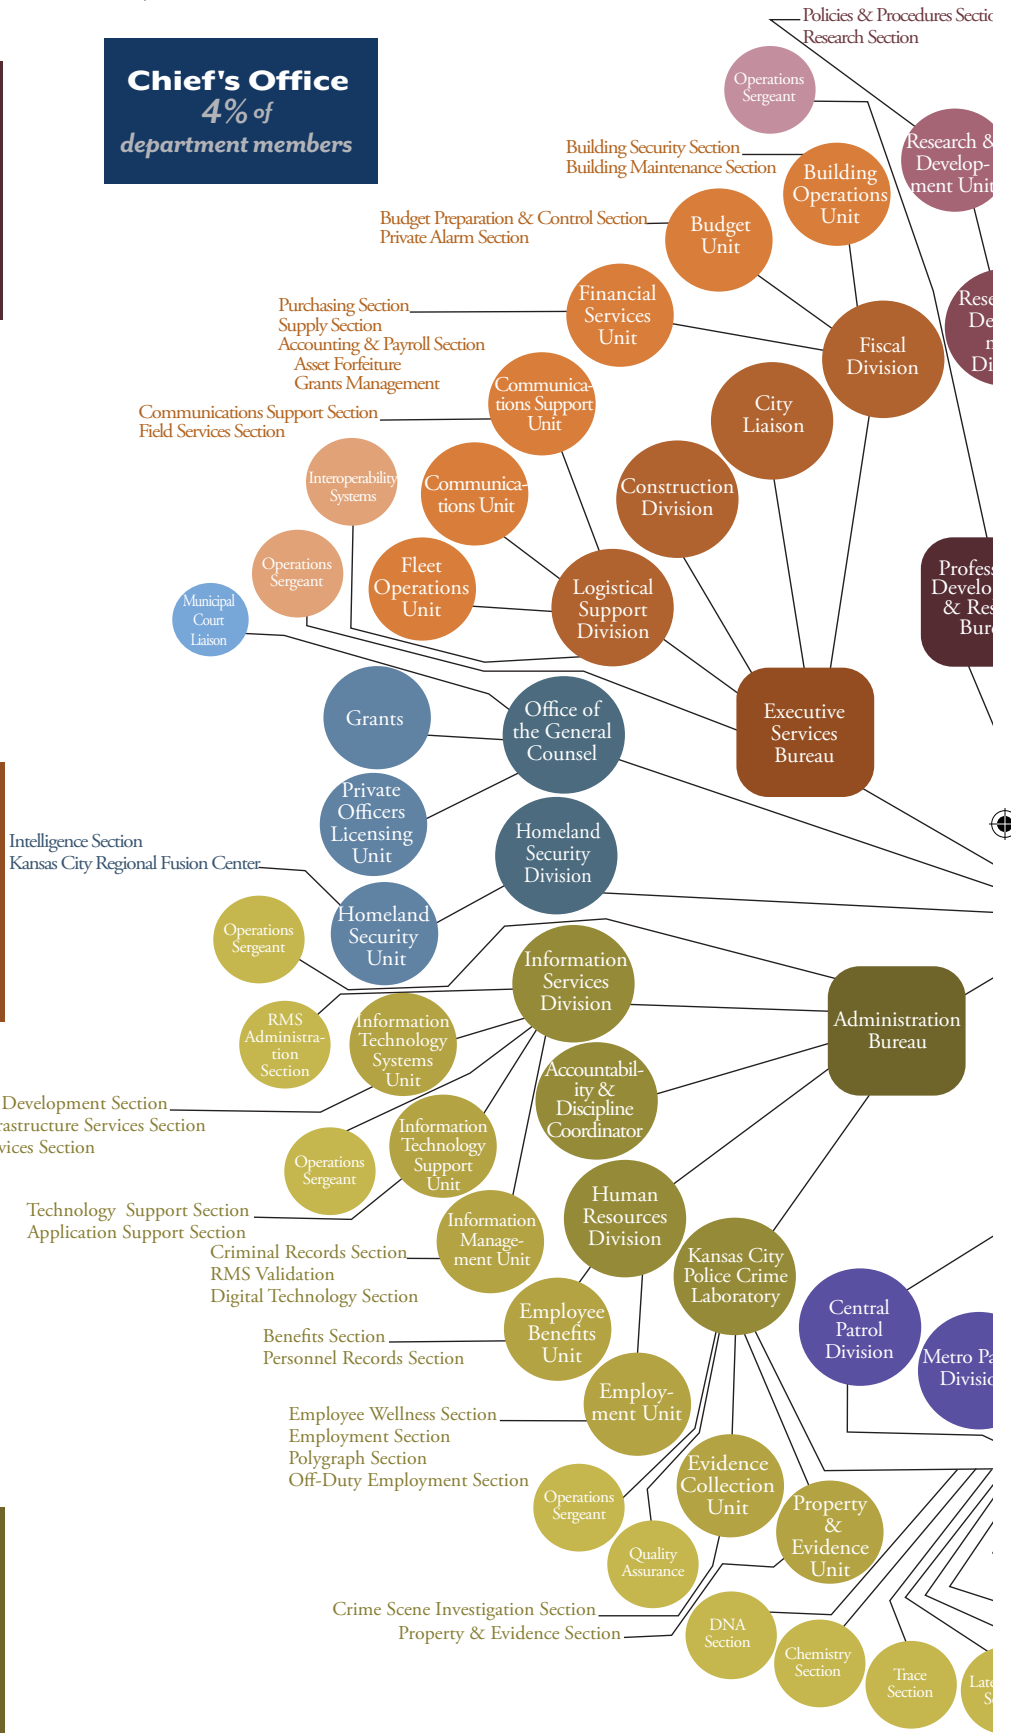 Policies & Procedures
Research Section
Chief's Office
4% of
department members
Operations
Sergeant
Research &
Develop-
ment Unit
Building Security Section
Building Maintenance Section
Building
Operations
Unit
Budget Preparation & Control Section
Private Alarm Section
Budget
Unit
Financial
Services
Unit
Purchasing Section
Supply Section
Accounting & Payroll Section
Asset Forfeiture
Grants Management
Fiscal
Division
Communica-
tions Support
Unit
City
Liaison
Communications Support Section
Field Services Section
Interoperability
Systems
Communica-
tions Unit
Construction
Division
Operations
Sergeant
Fleet
Operations
Unit
Logistical
Support
Division
Municipal
Court
Liaison
Executive
Services
Bureau
Grants
Office of
the General
Counsel
Private
Officers
Licensing
Unit
Homeland
Security
Division
Intelligence Section
Kansas City Regional Fusion Center
Homeland
Security
Unit
Operations
Sergeant
Information
Services
Division
Administration
Bureau
RMS
Administra-
tion
Section
Information
Technology
Systems
Unit
Accountabil-
ity &
Discipline
Coordinator
Development Section
Services Section
Section
Information
Technology
Support
Unit
Operations
Sergeant
Technology Support Section
Application Support Section
Human
Resources
Division
Information
Manage-
ment Unit
Criminal Records Section
RMS Validation
Digital Technology Section
Kansas City
Police Crime
Laboratory
Employee
Benefits
Unit
Central
Patrol
Division
Metro
Benefits Section
Personnel Records Section
Employ-
ment Unit
Employee Wellness Section
Employment Section
Polygraph Section
Off-Duty Employment Section
Evidence
Collection
Unit
Operations
Sergeant
Property
&
Evidence
Unit
Quality
Assurance
Crime Scene Investigation Section
Property & Evidence Section
DNA
Section
Chemistry
Section
Trace
Section